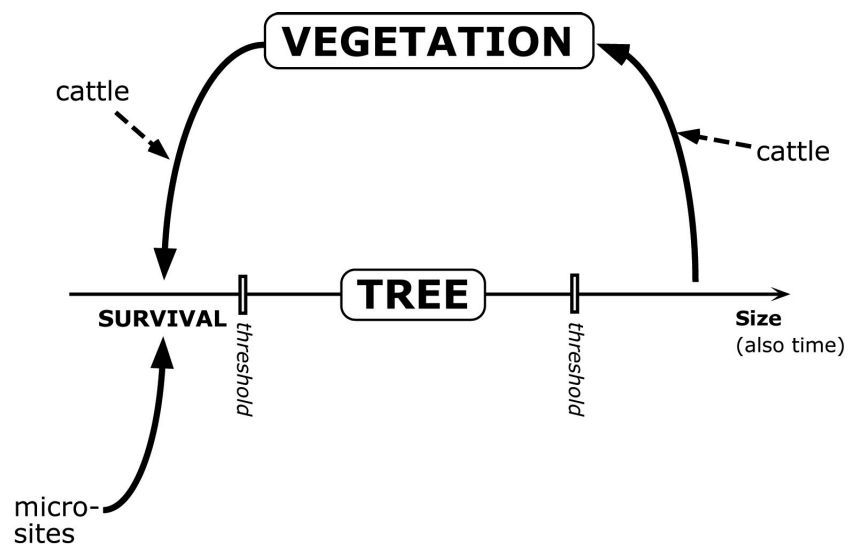 VEGETATION
cattle
cattle
TREE
SURVIVAL
threshold
threshold
Size
(also time)
micro-
sites